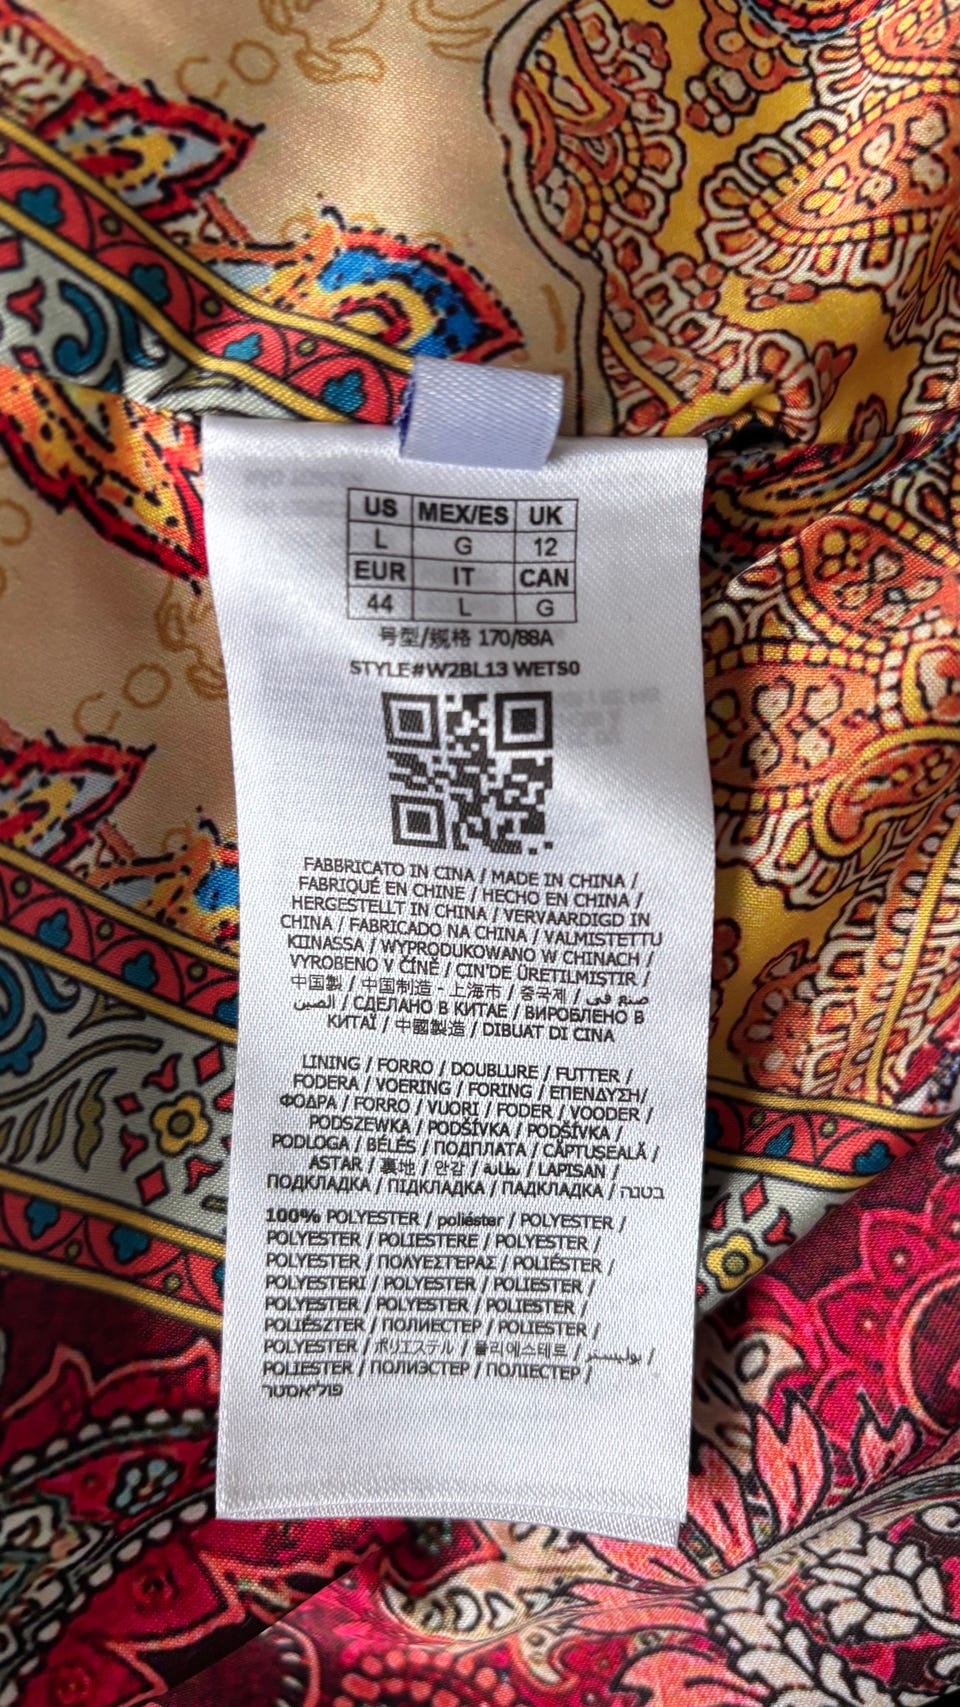 US MEX/ES UK
L G 12
EUR IT CAN
44 L G
号型/规格 170/88A
STYLE#W2BL13 WETS0
FABBRICATO IN CINA / MADE IN CHINA /
FABRIQUÉ EN CHINE / HECHO EN CHINA /
HERGESTELLT IN CHINA / VERVAARDIGD IN
CHINA / FABRICADO NA CHINA / VALMISTETTU
KIINASSA / WYPRODUKOWANO W CHINACH /
VYROBENO V ČÍNĚ / ÇIN'DE ÜRETILMIŞTIR /
中国製 / 中国制造 - 上海市 / 중국제 / صنع في
الصين / СДЕЛАНО В КИТАЕ / ВИРОБЛЕНО В
КИТАЇ / 中國製造 / DIBUAT DI CINA
LINING / FORRO / DOUBLURE / FUTTER /
FODERA / VOERING / FORING / ΕΠΕΝΔΥΣΗ/
ФОДРА / FORRO / VUORI / FODER / VOODER /
PODSZEWKA / PODŠÍVKA / PODŠÍVKA /
PODLOGA / BÉLÉS / ПОДПЛАТА / CĂPTUSEALĂ /
ASTAR / 裏地 / 안감 / بطانة / LAPISAN /
ПОДКЛАДКА / ПІДКЛАДКА / ПАДКЛАДКА / בטנה
100% POLYESTER / poliéster / POLYESTER /
POLYESTER / POLIESTERE / POLYESTER /
POLYESTER / ΠΟΛΥΕΣΤΕΡΑΣ / POLIÉSTER /
POLYESTERI / POLYESTER / POLIESTER /
POLYESTER / POLYESTER / POLIESTER /
POLIÉSZTER / ПОЛИЕСТЕР / POLIESTER /
POLYESTER / ポリエステル / 폴리에스테르 / بوليستر /
POLIESTER / ПОЛИЭСТЕР / ПОЛІЕСТЕР /
פוליאסטר